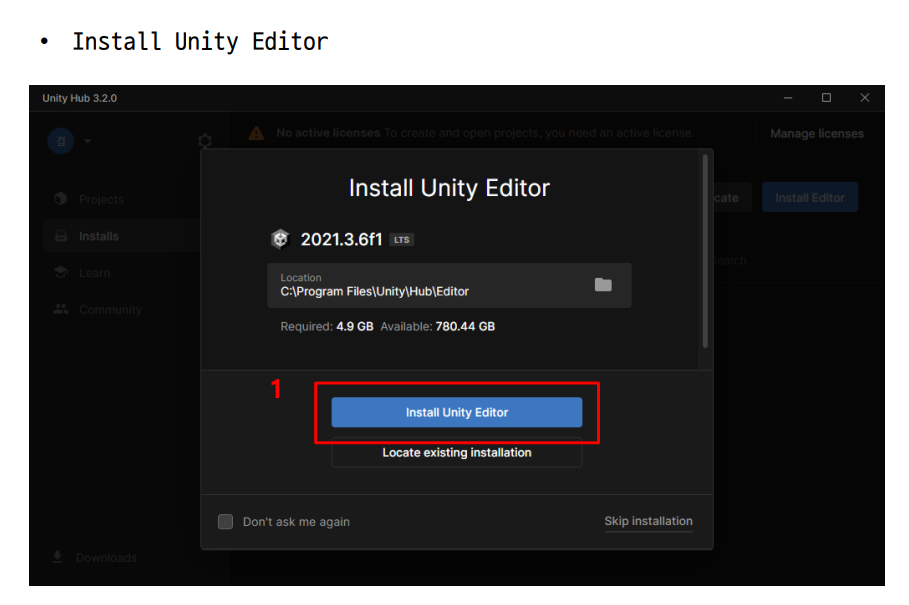 • Install Unity Editor
Unity Hub 3.2.0
김
No active licenses To create and open projects, you need an active license.
Manage licenses
Install Unity Editor
Projects
cate
Install Editor
Installs
2021.3.6f1 LTS
earch
Learn
Location
C:\Program Files\Unity\Hub\Editor
Community
Required: 4.9 GB Available: 780.44 GB
1
Install Unity Editor
Locate existing installation
Don't ask me again
Skip installation
Downloads